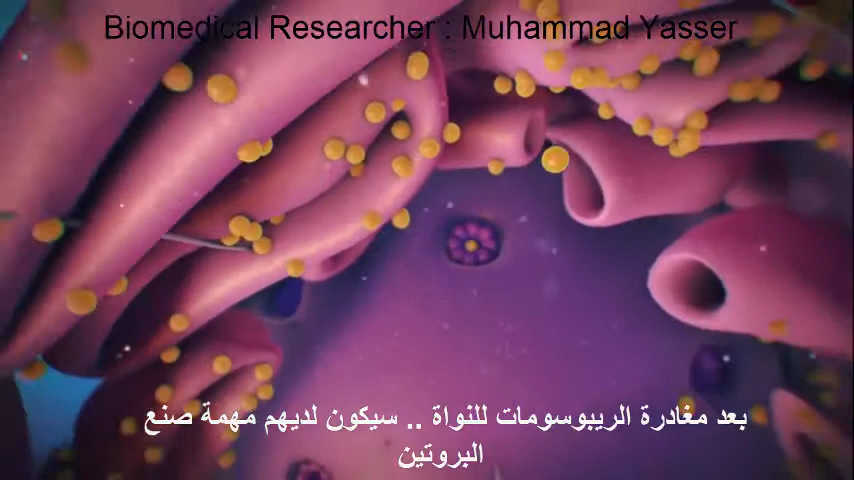 Biomedical Researcher : Muhammad Yasser
بعد مغادرة الريبوسومات للنواة .. سيكون لديهم مهمة صنع
البروتين